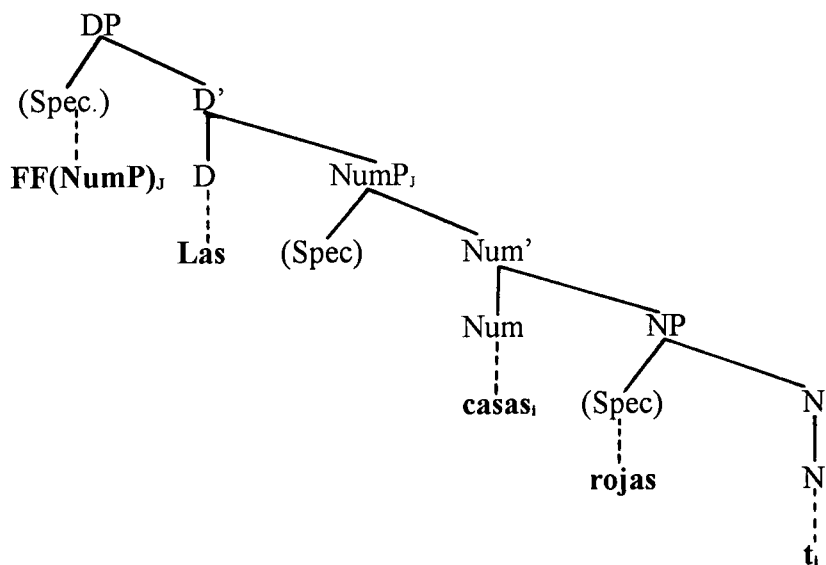 DP
(Spec.) D’
FF(NumP)J D NumPJ
Las (Spec) Num’
Num NP
casasi (Spec) N
rojas N
ti